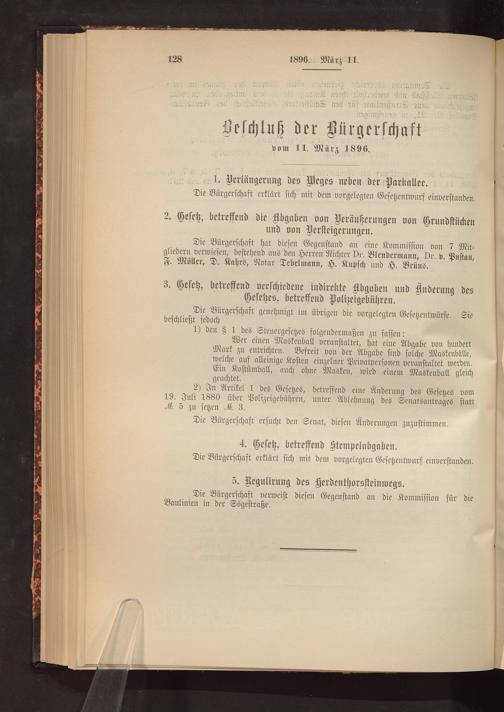 128
1896. März 11.
Beschluß der Bürgerschaft
vom 11. März 1896.
1. Verlängerung des Weges neben der Parkallee.
Die Bürgerschaft erklärt sich mit dem vorgelegten Gesetzentwurf einverstanden.
2. Gesetz, betreffend die Abgaben von Veräußerungen von Grundstücken
und von Versteigerungen.
Die Bürgerschaft hat diesen Gegenstand an eine Kommission von 7 Mit-
gliedern verwiesen, bestehend aus den Herren Richter Dr. Blendermann, Dr. v. Pustau,
F. Möller, D. Kahrs, Notar Tebelmann, H. Kupsch und H. Brüns.
3. Gesetz, betreffend verschiedene indirekte Abgaben und Änderung des
Gesetzes, betreffend Polizeigebühren.
Die Bürgerschaft genehmigt im übrigen die vorgelegten Gesetzentwürfe. Sie
beschließt jedoch
1) den § 1 des Steuergesetzes folgendermaßen zu fassen:
Wer einen Maskenball veranstaltet, hat eine Abgabe von hundert
Mark zu entrichten. Befreit von der Abgabe sind solche Maskenbälle,
welche auf alleinige Kosten einzelner Privatpersonen veranstaltet werden.
Ein Kostümball, auch ohne Masken, wird einem Maskenball gleich
geachtet.
2) In Artikel 1 des Gesetzes, betreffend eine Änderung des Gesetzes vom
19. Juli 1880 über Polizeigebühren, unter Ablehnung des Senatsantrages statt
ℳ 5 zu setzen ℳ 3.
Die Bürgerschaft ersucht den Senat, diesen Änderungen zuzustimmen.
4. Gesetz, betreffend Stempelabgaben.
Die Bürgerschaft erklärt sich mit dem vorgelegten Gesetzentwurf einverstanden.
5. Regulirung des Herdenthorssteinwegs.
Die Bürgerschaft verweist diesen Gegenstand an die Kommission für die
Baulinien in der Sögestraße.